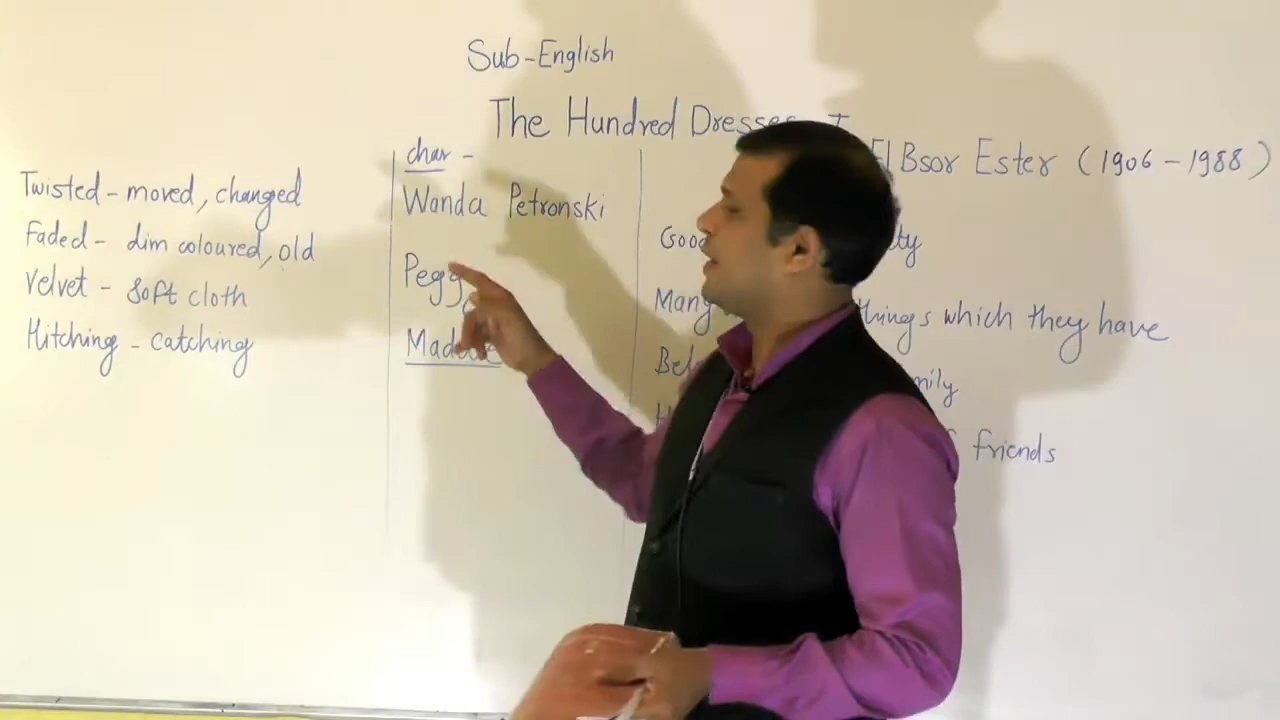 Sub-English
The Hundred Dresses I
El Bsor Ester (1906-1988)
Twisted - moved, changed
Faded - dim coloured, old
Velvet - soft cloth
Hitching - catching
char -
Wanda Petronski
Pegg
Mad
Goo
Many things which they have
Bel mily
friends